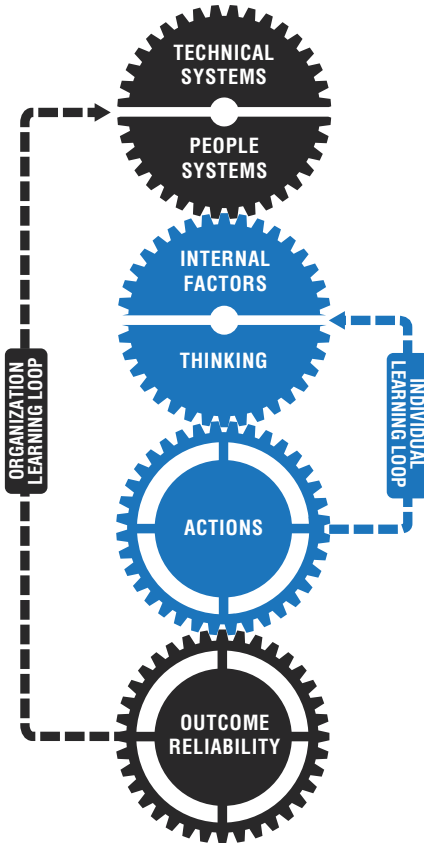 TECHNICAL
SYSTEMS
PEOPLE
SYSTEMS
INTERNAL
FACTORS
THINKING
ORGANIZATION
LEARNING LOOP
INDIVIDUAL
LEARNING LOOP
ACTIONS
OUTCOME
RELIABILITY